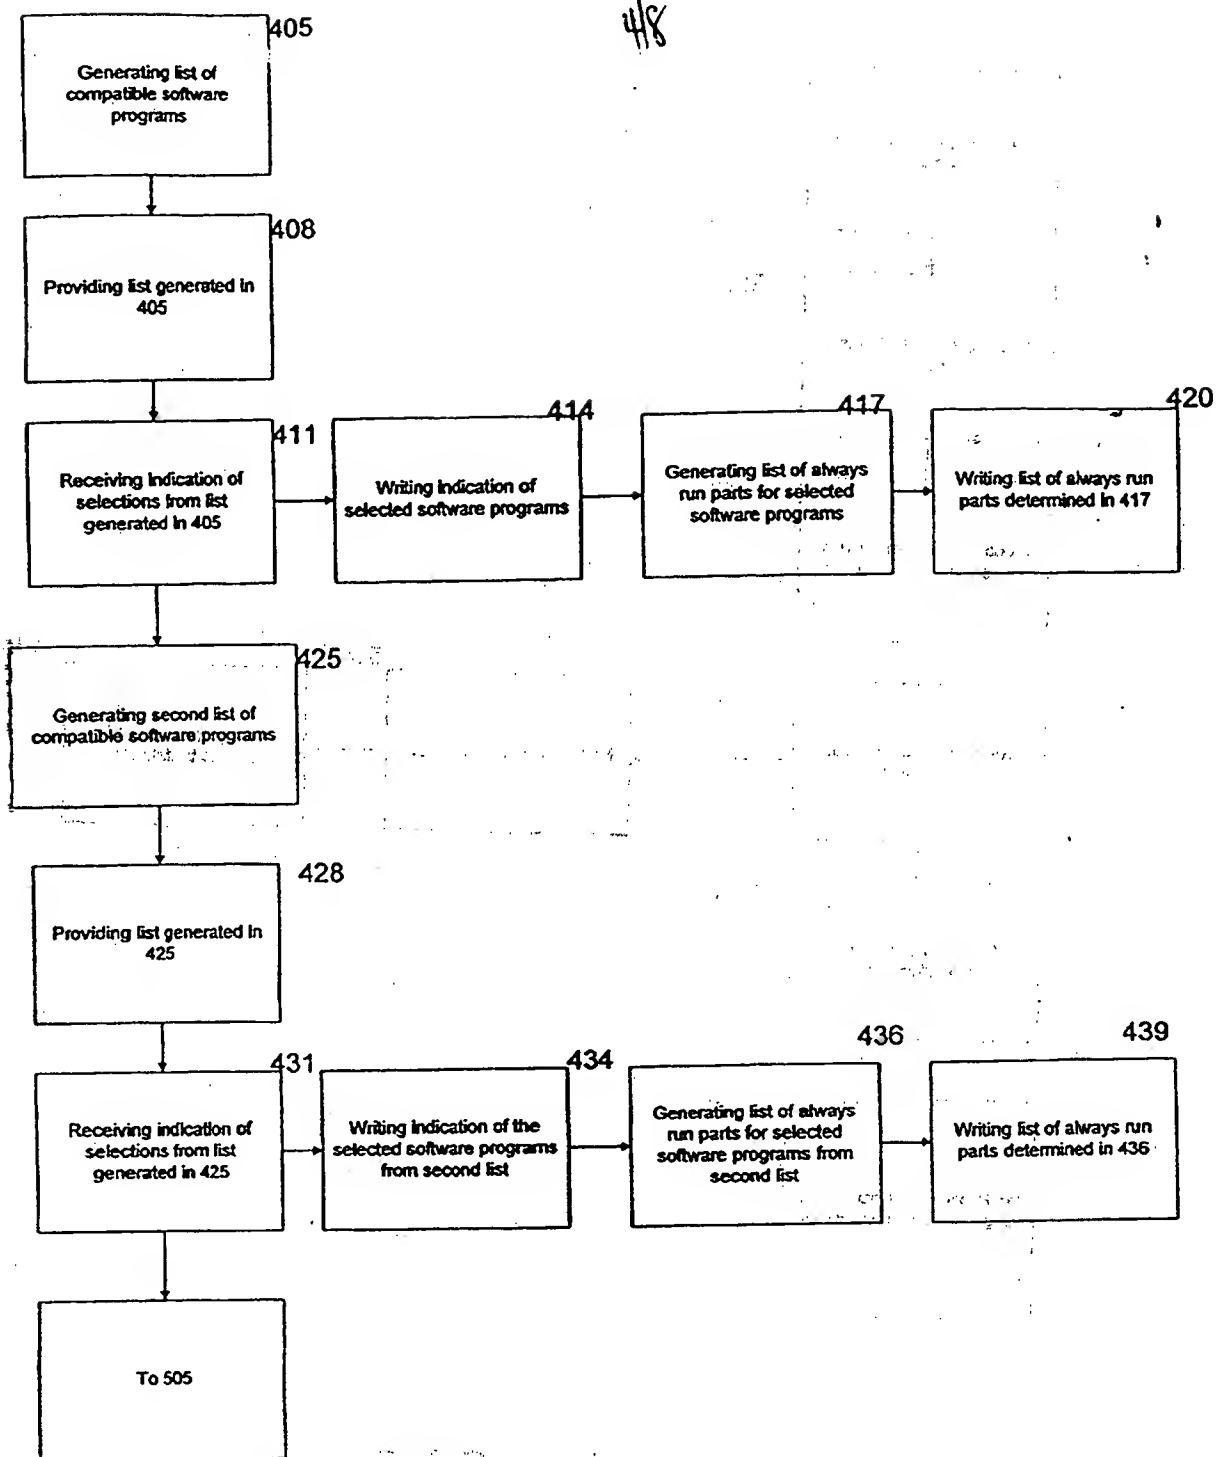 4/8
405
Generating list of
compatible software
programs
408
Providing list generated in
405
411
Receiving indication of
selections from list
generated in 405
414
Writing indication of
selected software programs
417
Generating list of always
run parts for selected
software programs
420
Writing list of always run
parts determined in 417
425
Generating second list of
compatible software programs
428
Providing list generated in
425
431
Receiving indication of
selections from list
generated in 425
434
Writing indication of the
selected software programs
from second list
436
Generating list of always
run parts for selected
software programs from
second list
439
Writing list of always run
parts determined in 436
To 505